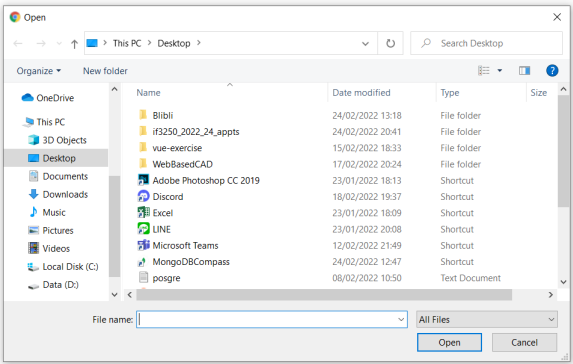 Open
This PC > Desktop >
Search Desktop
Organize
New folder
Name Date modified Type Size
OneDrive
This PC
3D Objects
Desktop
Documents
Downloads
Music
Pictures
Videos
Local Disk (C:)
Data (D:)
Blibli 24/02/2022 13:18 File folder
if3250_2022_24_appts 24/02/2022 20:41 File folder
vue-exercise 15/02/2022 18:33 File folder
WebBasedCAD 17/02/2022 20:24 File folder
Adobe Photoshop CC 2019 23/01/2022 18:13 Shortcut
Discord 18/02/2022 19:37 Shortcut
Excel 23/01/2022 18:09 Shortcut
LINE 23/01/2022 20:08 Shortcut
Microsoft Teams 12/02/2022 21:49 Shortcut
MongoDBCompass 24/02/2022 12:47 Shortcut
posgre 08/02/2022 10:50 Text Document
File name:
All Files
Open
Cancel